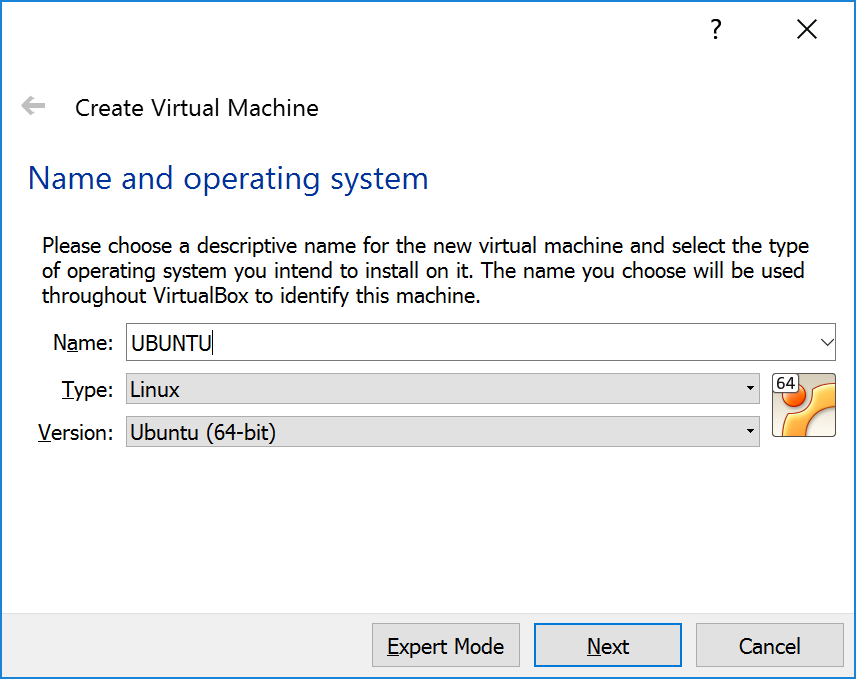 ?
Create Virtual Machine
Name and operating system
Please choose a descriptive name for the new virtual machine and select the type
of operating system you intend to install on it. The name you choose will be used
throughout VirtualBox to identify this machine.
Name: UBUNTU
Type: Linux
64
Version: Ubuntu (64-bit)
Expert Mode Next Cancel